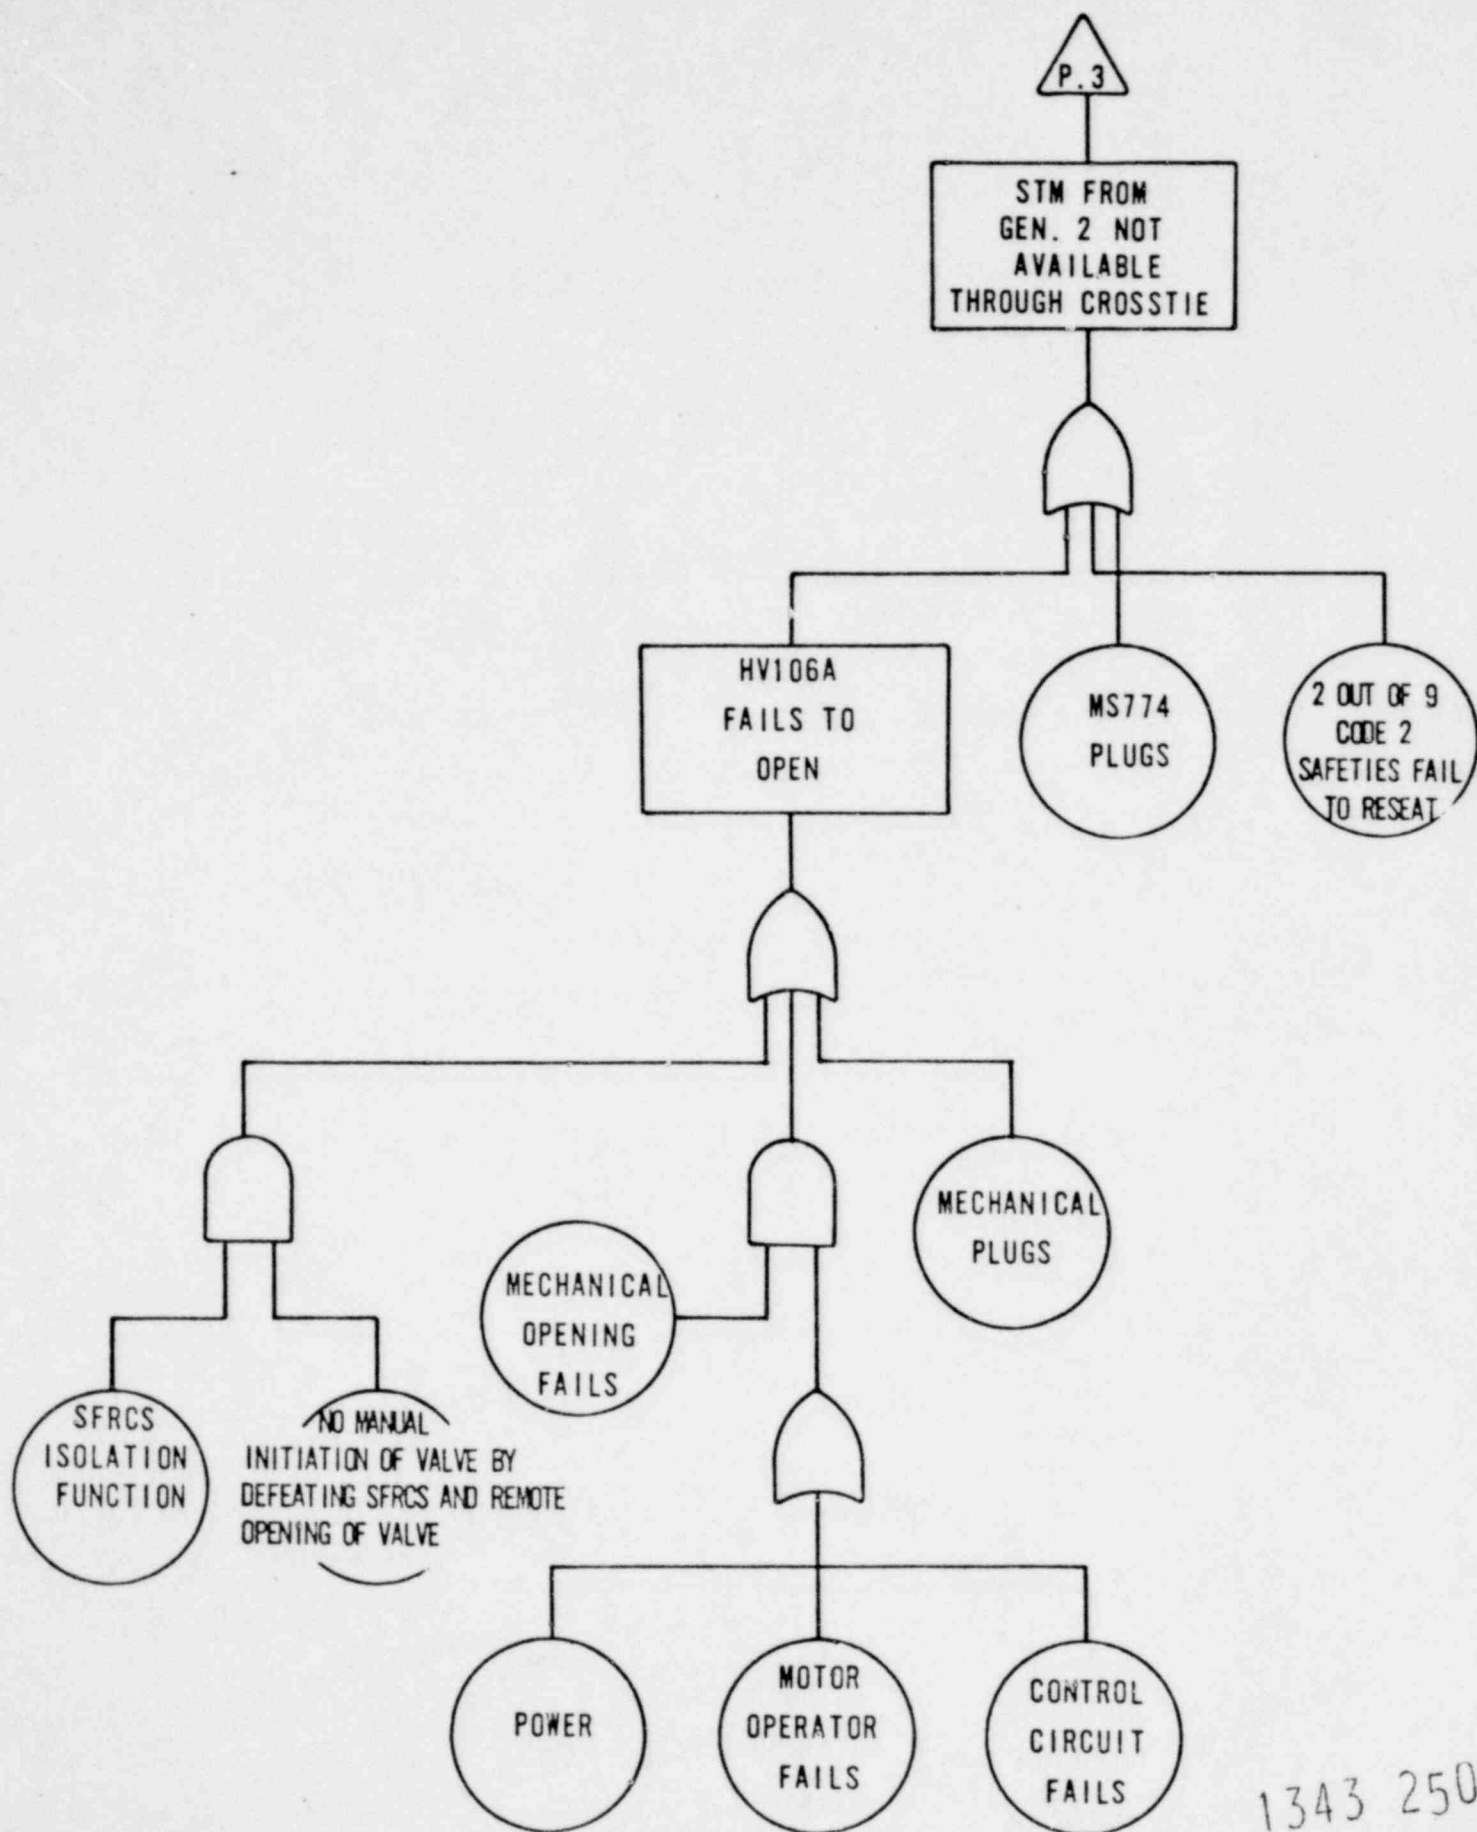 P.3
STM FROM
GEN. 2 NOT
AVAILABLE
THROUGH CROSSTIE
HV106A
FAILS TO
OPEN
MS774
PLUGS
2 OUT OF 9
CODE 2
SAFETIES FAIL
TO RESEAT
MECHANICAL
PLUGS
MECHANICAL
OPENING
FAILS
SFRCS
ISOLATION
FUNCTION
NO MANUAL
INITIATION OF VALVE BY
DEFEATING SFRCS AND REMOTE
OPENING OF VALVE
POWER
MOTOR
OPERATOR
FAILS
CONTROL
CIRCUIT
FAILS
1343 250